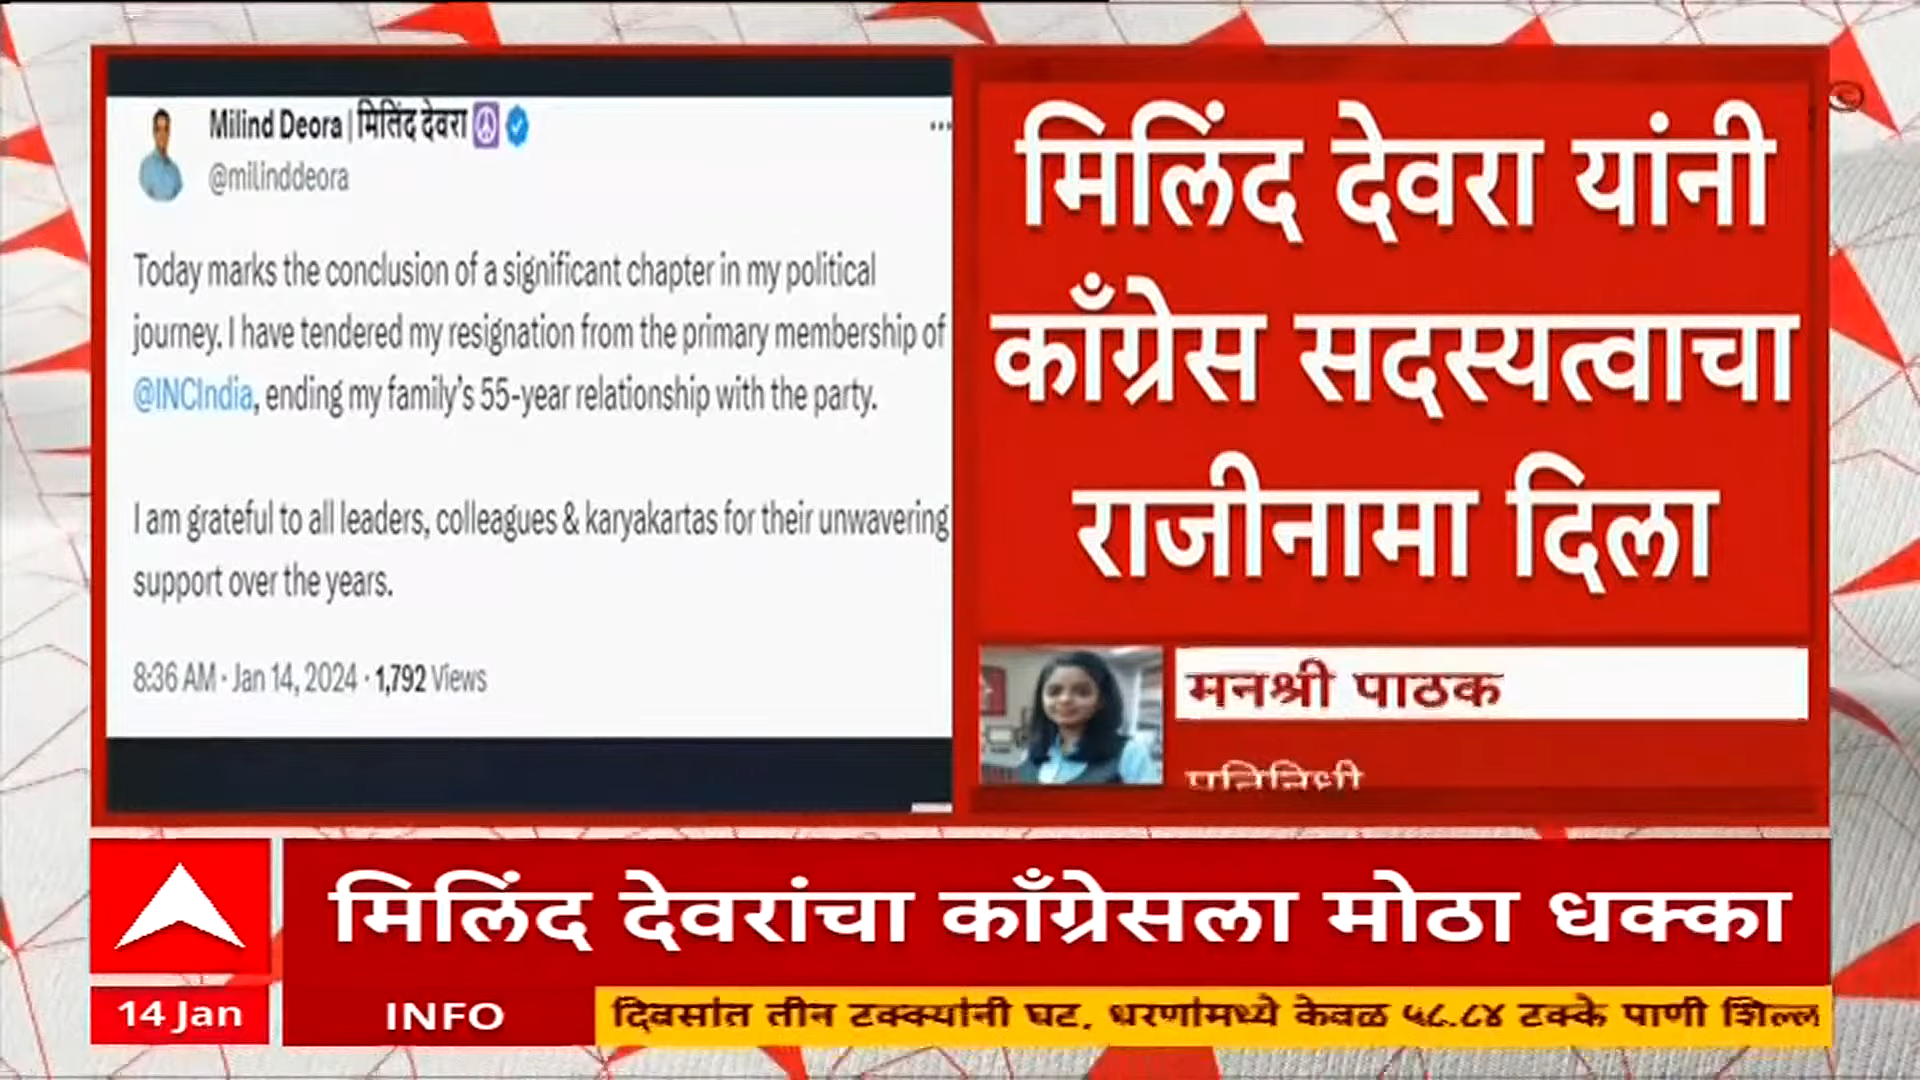 Milind Deora | मिलिंद देवरा
@milinddeora
Today marks the conclusion of a significant chapter in my political
journey. I have tendered my resignation from the primary membership of
@INCIndia, ending my family’s 55-year relationship with the party.
I am grateful to all leaders, colleagues & karyakartas for their unwavering
support over the years.
8:36 AM · Jan 14, 2024 · 1,792 Views
मिलिंद देवरा यांनी
काँग्रेस सदस्यत्वाचा
राजीनामा दिला
मनश्री पाठक
प्रतिनिधी
मिलिंद देवरांचा काँग्रेसला मोठा धक्का
14 Jan
INFO
दिवसांत तीन टक्क्यांनी घट, धरणांमध्ये केवळ ५८.८४ टक्के पाणी शिल्ल